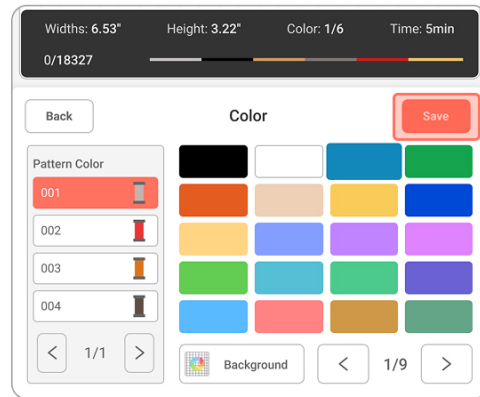 Widths: 6.53" Height: 3.22" Color: 1/6 Time: 5min
0/18327
Back Color Save
Pattern Color
001
002
003
004
< 1/1 >
Background < 1/9 >